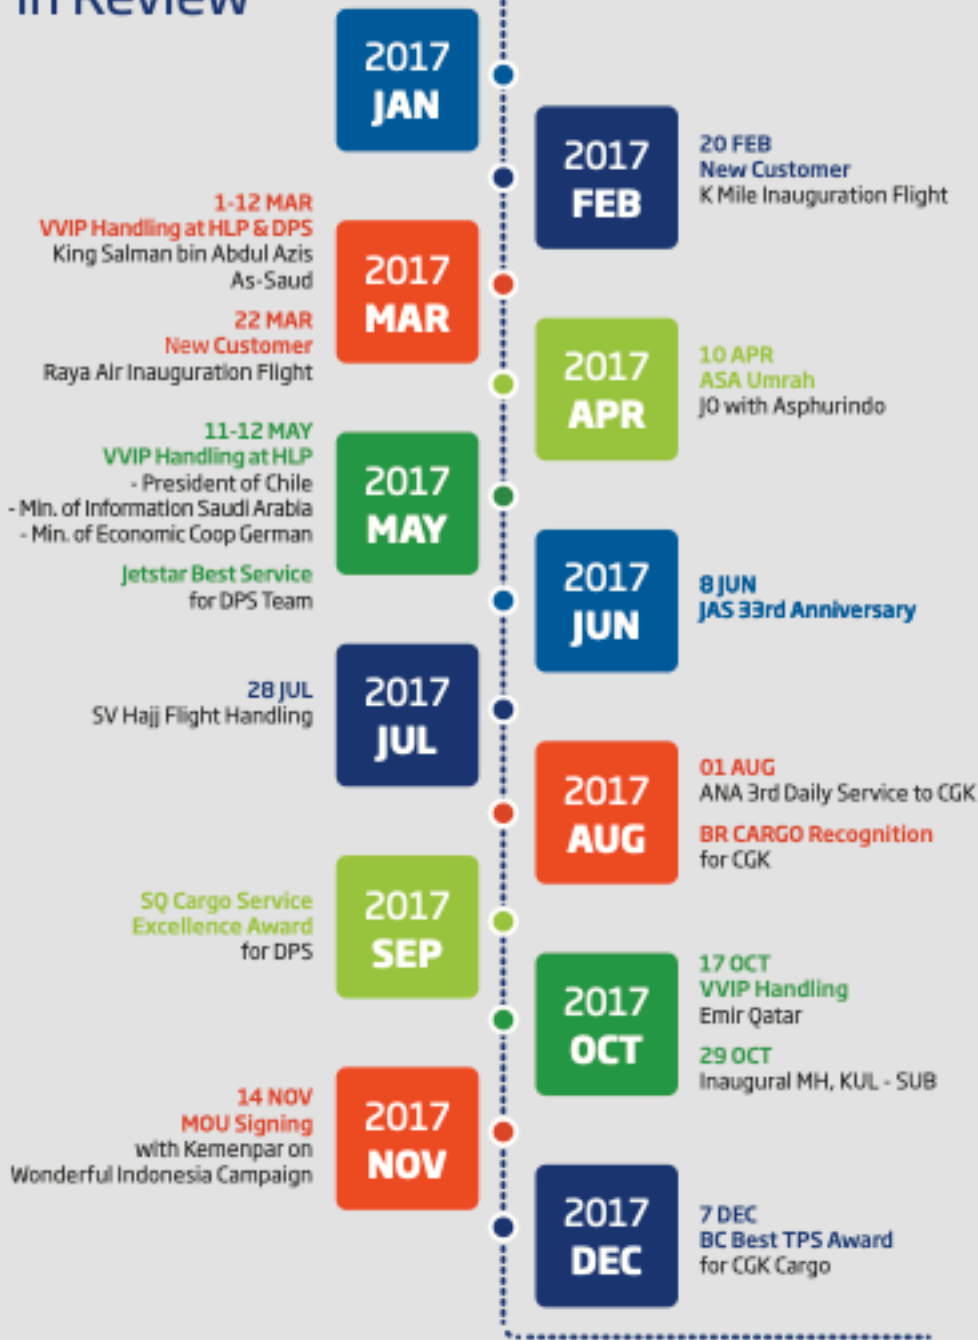 in Review
2017
JAN
2017
FEB
20 FEB
New Customer
K Mile Inauguration Flight
1-12 MAR
VVIP Handling at HLP & DPS
King Salman bin Abdul Azis
As-Saud
22 MAR
New Customer
Raya Air Inauguration Flight
2017
MAR
2017
APR
10 APR
ASA Umrah
JO with Asphurindo
11-12 MAY
VVIP Handling at HLP
- President of Chile
- Min. of Information Saudi Arabia
- Min. of Economic Coop German
Jetstar Best Service
for DPS Team
2017
MAY
2017
JUN
8 JUN
JAS 33rd Anniversary
28 JUL
SV Hajj Flight Handling
2017
JUL
2017
AUG
01 AUG
ANA 3rd Daily Service to CGK
BR CARGO Recognition
for CGK
SQ Cargo Service
Excellence Award
for DPS
2017
SEP
2017
OCT
17 OCT
VVIP Handling
Emir Qatar
29 OCT
Inaugural MH, KUL - SUB
14 NOV
MOU Signing
with Kemenpar on
Wonderful Indonesia Campaign
2017
NOV
2017
DEC
7 DEC
BC Best TPS Award
for CGK Cargo